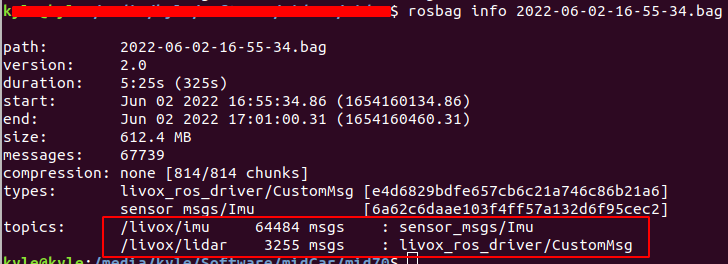 $ rosbag info 2022-06-02-16-55-34.bag
path: 2022-06-02-16-55-34.bag
version: 2.0
duration: 5:25s (325s)
start: Jun 02 2022 16:55:34.86 (1654160134.86)
end: Jun 02 2022 17:01:00.31 (1654160460.31)
size: 612.4 MB
messages: 67739
compression: none [814/814 chunks]
types: livox_ros_driver/CustomMsg [e4d6829bdfe657cb6c21a746c86b21a6]
sensor_msgs/Imu [6a62c6daae103f4ff57a132d6f95cec2]
topics: /livox/imu 64484 msgs : sensor_msgs/Imu
/livox/lidar 3255 msgs : livox_ros_driver/CustomMsg
kyle@kyle:/media/kyle/Software/midCar/mid70$